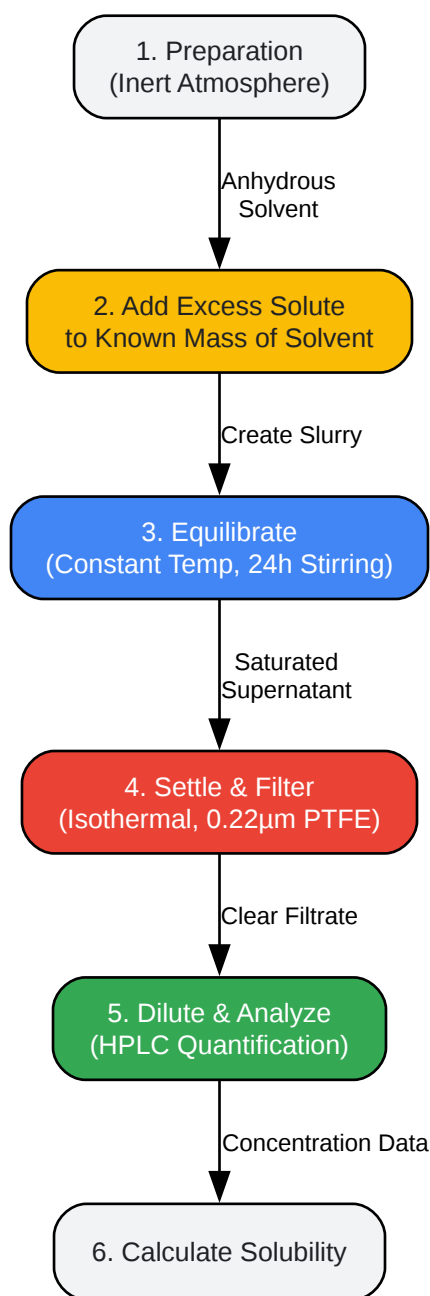 1. Preparation
(Inert Atmosphere)
Anhydrous
Solvent
2. Add Excess Solute
to Known Mass of Solvent
Create Slurry
3. Equilibrate
(Constant Temp, 24h Stirring)
Saturated
Supernatant
4. Settle & Filter
(Isothermal, 0.22µm PTFE)
Clear Filtrate
5. Dilute & Analyze
(HPLC Quantification)
Concentration Data
6. Calculate Solubility